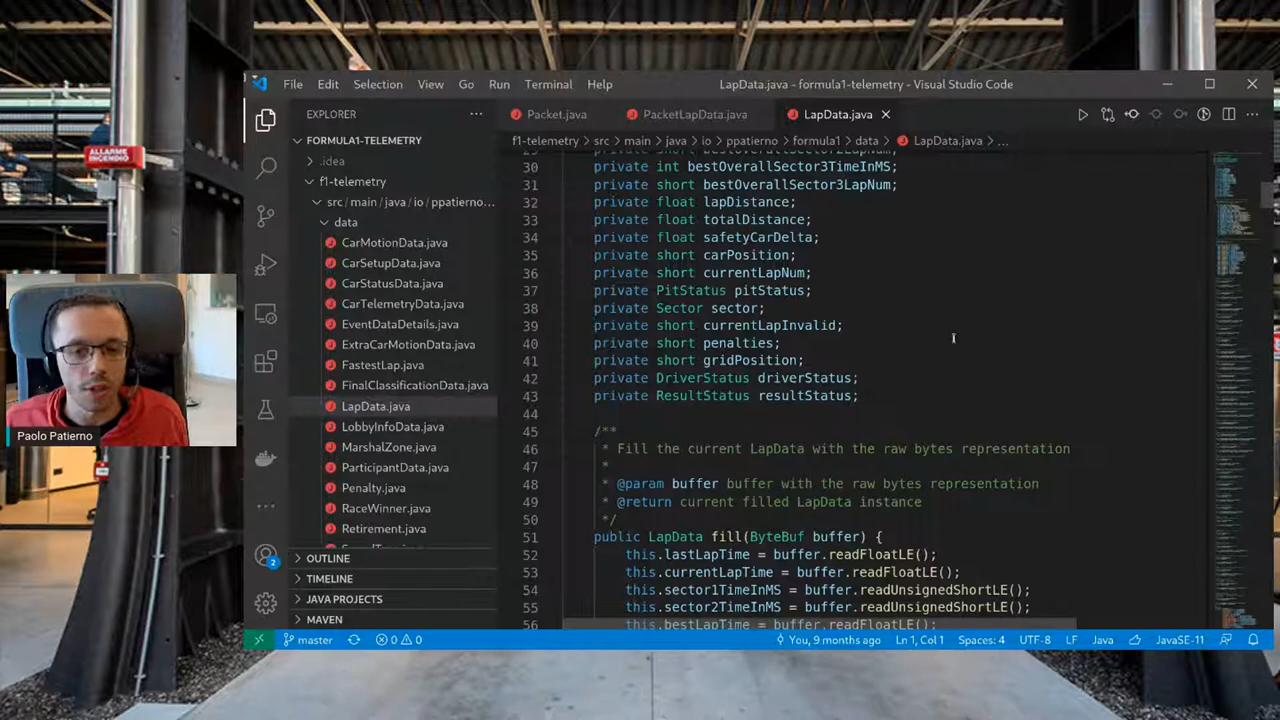 ALLARME
INCENDIO
Paolo Patierno
File Edit Selection View Go Run Terminal Help
LapData.java - formula1-telemetry - Visual Studio Code
EXPLORER
Packet.java
PacketLapData.java
LapData.java
FORMULA1-TELEMETRY
f1-telemetry > src > main > java > io > ppatierno > formula1 > data > LapData.java > ...
.idea
f1-telemetry
src/main/java/io/ppatierno...
data
CarMotionData.java
CarSetupData.java
CarStatusData.java
CarTelemetryData.java
EventDataDetails.java
ExtraCarMotionData.java
FastestLap.java
FinalClassificationData.java
LapData.java
LobbyInfoData.java
MarshalZone.java
ParticipantData.java
Penalty.java
RaceWinner.java
Retirement.java
OUTLINE
TIMELINE
JAVA PROJECTS
MAVEN
30 private int bestOverallSector3TimeInMS;
31 private short bestOverallSector3LapNum;
32 private float lapDistance;
33 private float totalDistance;
34 private float safetyCarDelta;
35 private short carPosition;
36 private short currentLapNum;
37 private PitStatus pitStatus;
38 private Sector sector;
39 private short currentLapInvalid;
40 private short penalties;
41 private short gridPosition;
42 private DriverStatus driverStatus;
43 private ResultStatus resultStatus;
44
45 /**
46 * Fill the current LapData with the raw bytes representation
47 *
48 * @param buffer buffer with the raw bytes representation
49 * @return current filled LapData instance
50 */
51 public LapData fill(ByteBuf buffer) {
52 this.lastLapTime = buffer.readFloatLE();
53 this.currentLapTime = buffer.readFloatLE();
54 this.sector1TimeInMS = buffer.readUnsignedShortLE();
55 this.sector2TimeInMS = buffer.readUnsignedShortLE();
56 this.bestLapTime = buffer.readFloatLE();
2
master
0 0
You, 9 months ago
Ln 1, Col 1
Spaces: 4
UTF-8
LF
Java
JavaSE-11